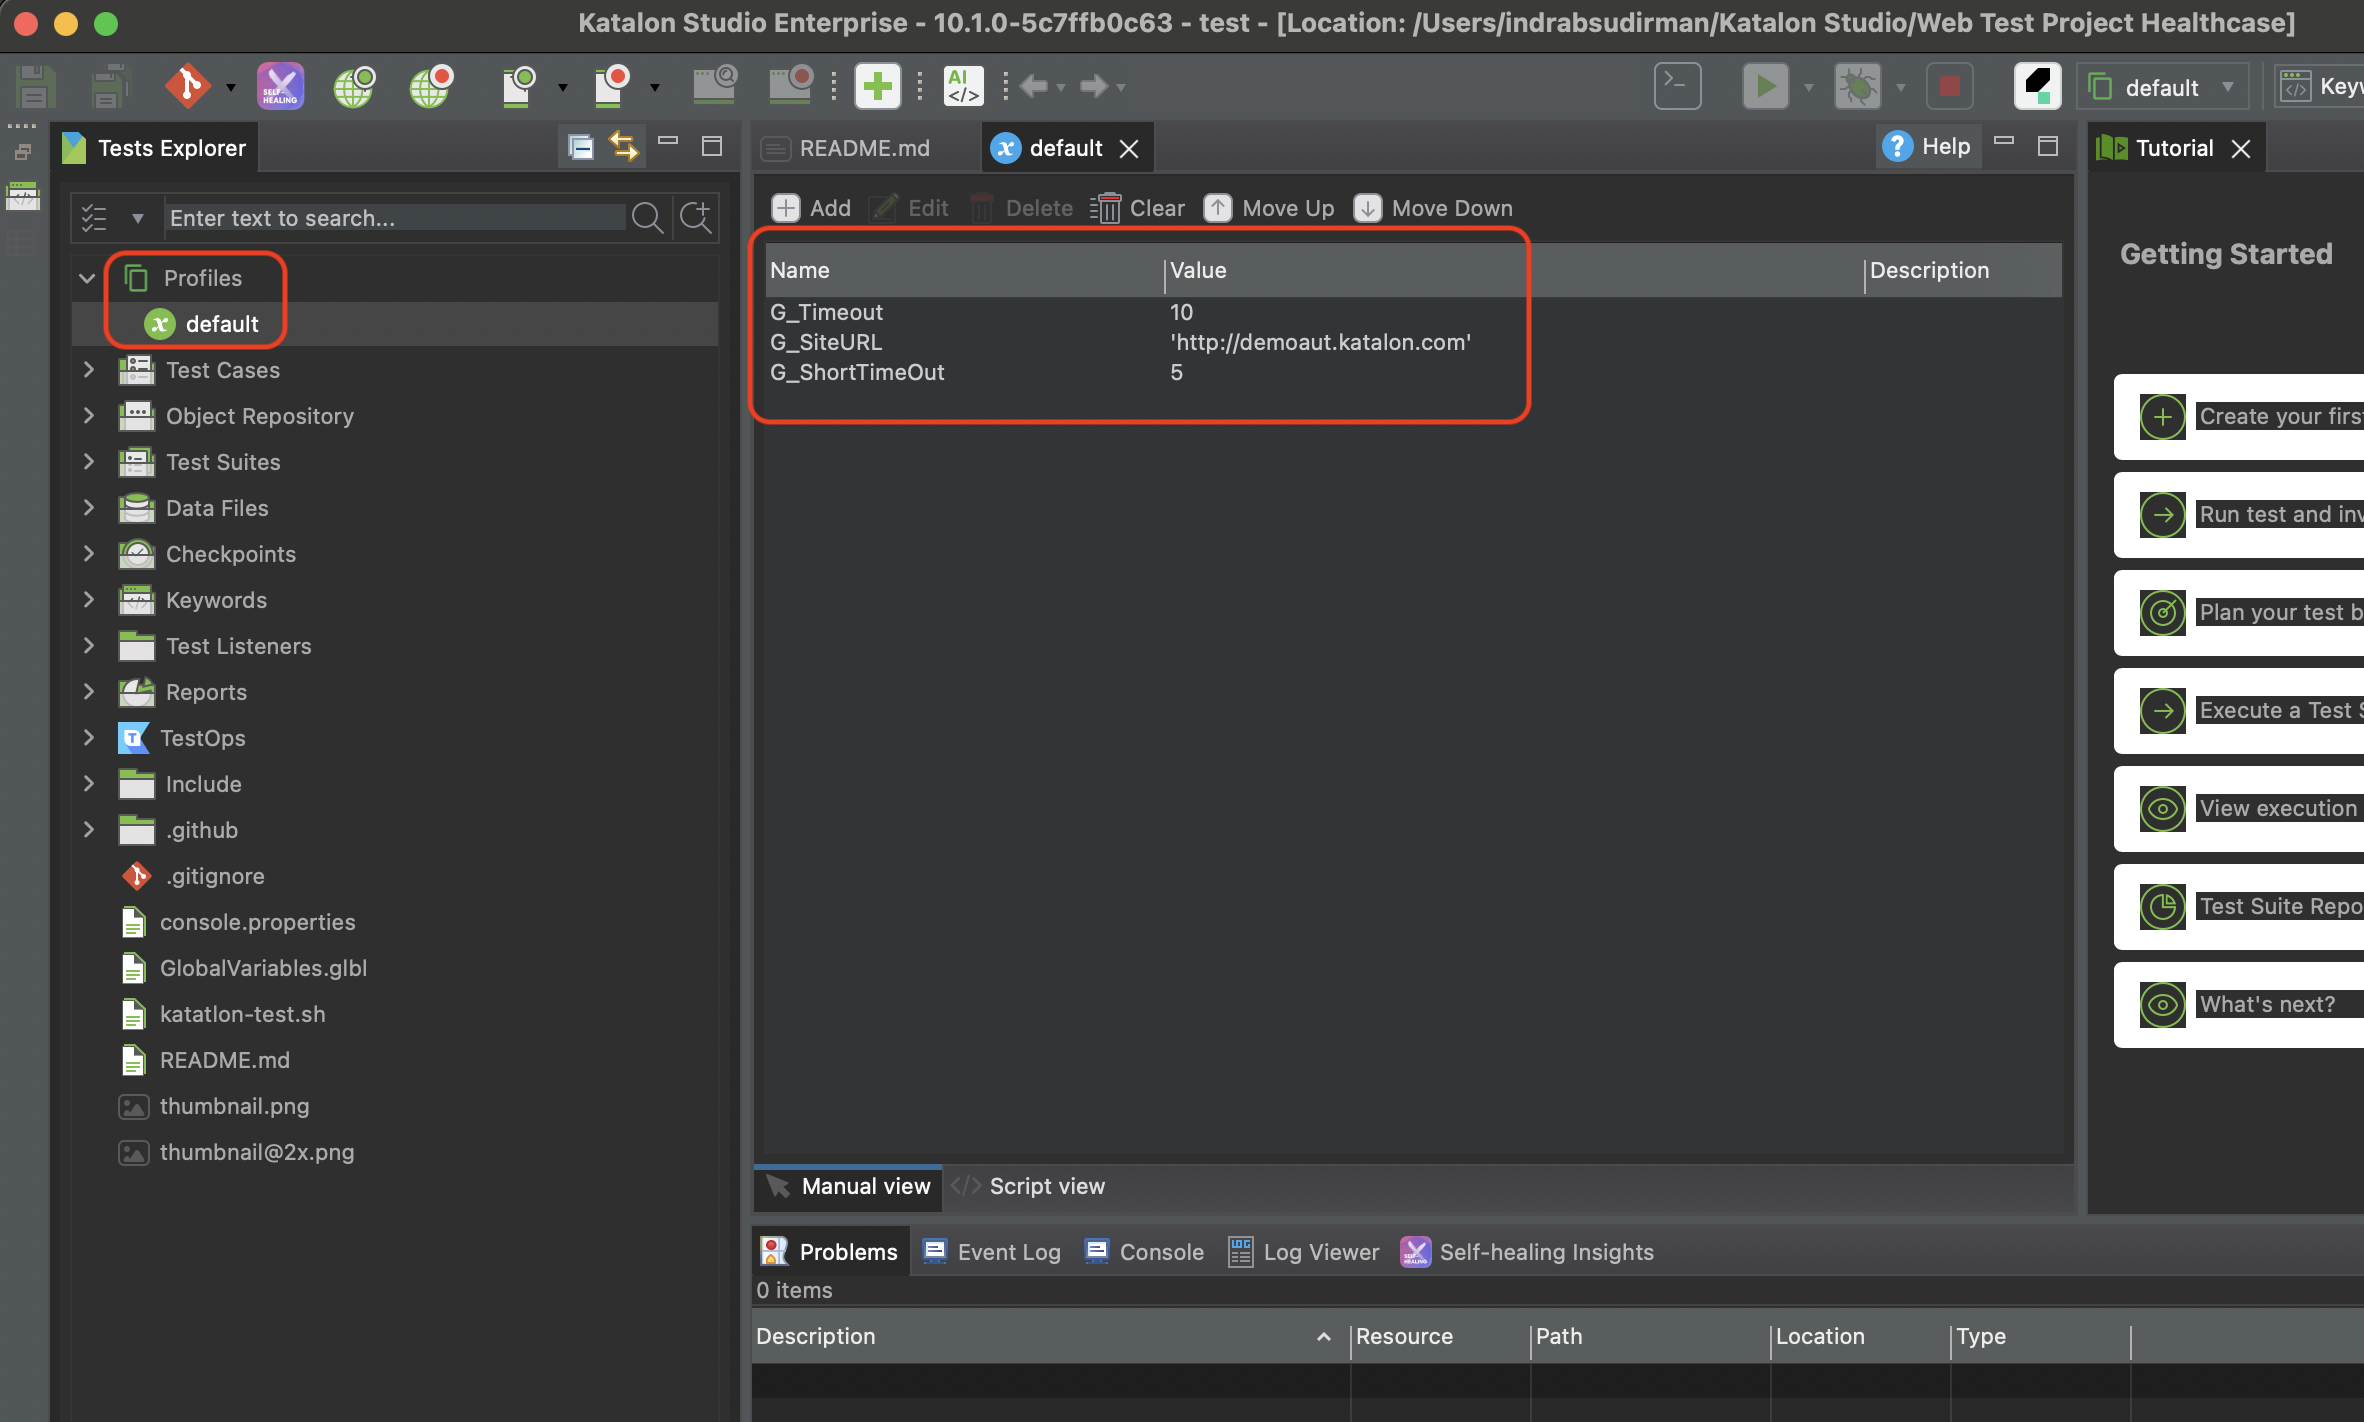 Katalon Studio Enterprise - 10.1.0-5c7ffb0c63 - test - [Location: /Users/indrabsudirman/Katalon Studio/Web Test Project Healthcase]
SELF-HEALING
AI
default
Keyw
Tests Explorer
README.md
default
Help
Tutorial
Enter text to search...
Add
Edit
Delete
Clear
Move Up
Move Down
Profiles
default
Test Cases
Object Repository
Test Suites
Data Files
Checkpoints
Keywords
Test Listeners
Reports
TestOps
Include
.github
.gitignore
console.properties
GlobalVariables.glbl
katatlon-test.sh
README.md
thumbnail.png
thumbnail@2x.png
Name Value Description
G_Timeout 10
G_SiteURL 'http://demoaut.katalon.com'
G_ShortTimeOut 5
Getting Started
Create your firs
Run test and inv
Plan your test b
Execute a Test S
View execution
Test Suite Repo
What's next?
Manual view
Script view
Problems
Event Log
Console
LOG
Log Viewer
Self-healing Insights
0 items
Description Resource Path Location Type